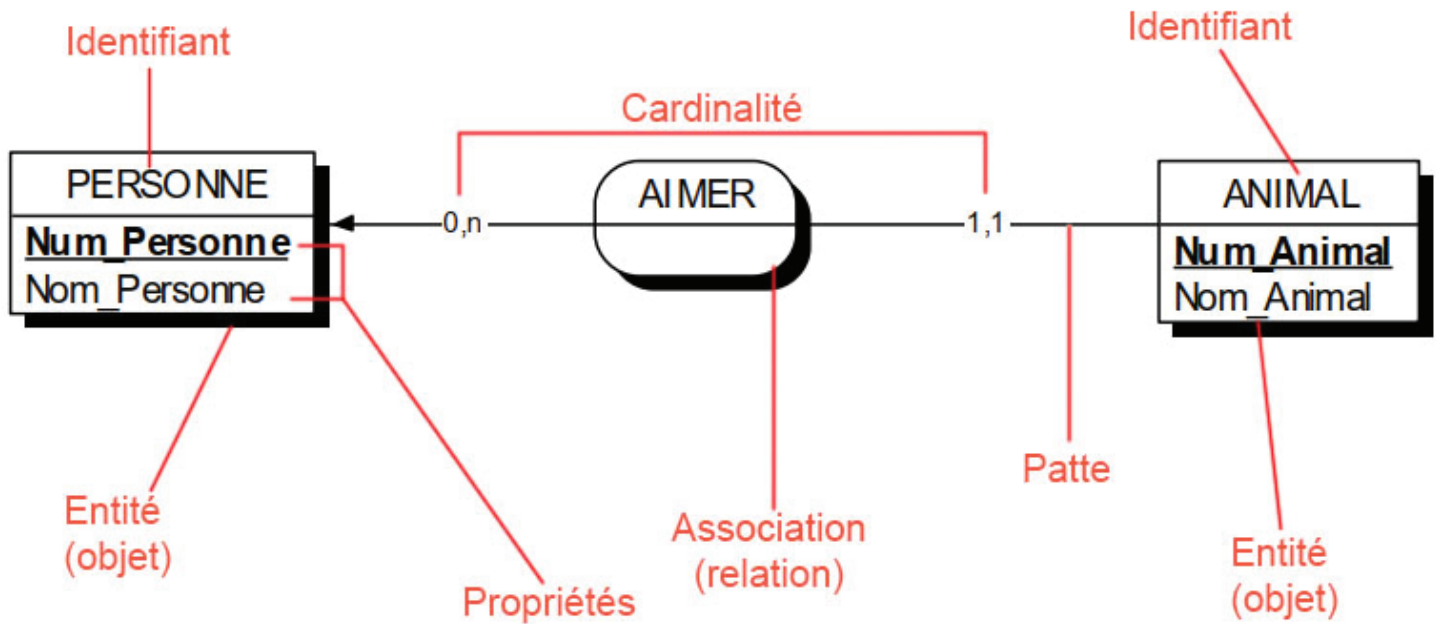 Identifiant
Identifiant
Cardinalité
PERSONNE
AIMER
ANIMAL
0,n
1,1
Num_Personne
Nom_Personne
Num_Animal
Nom_Animal
Patte
Entité
(objet)
Association
(relation)
Entité
(objet)
Propriétés